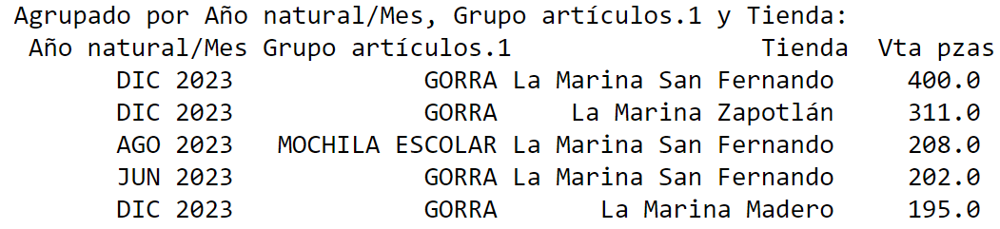 Agrupado por Año natural/Mes, Grupo artículos.1 y Tienda:
Año natural/Mes Grupo artículos.1 Tienda Vta pzas
DIC 2023 GORRA La Marina San Fernando 400.0
DIC 2023 GORRA La Marina Zapotlán 311.0
AGO 2023 MOCHILA ESCOLAR La Marina San Fernando 208.0
JUN 2023 GORRA La Marina San Fernando 202.0
DIC 2023 GORRA La Marina Madero 195.0